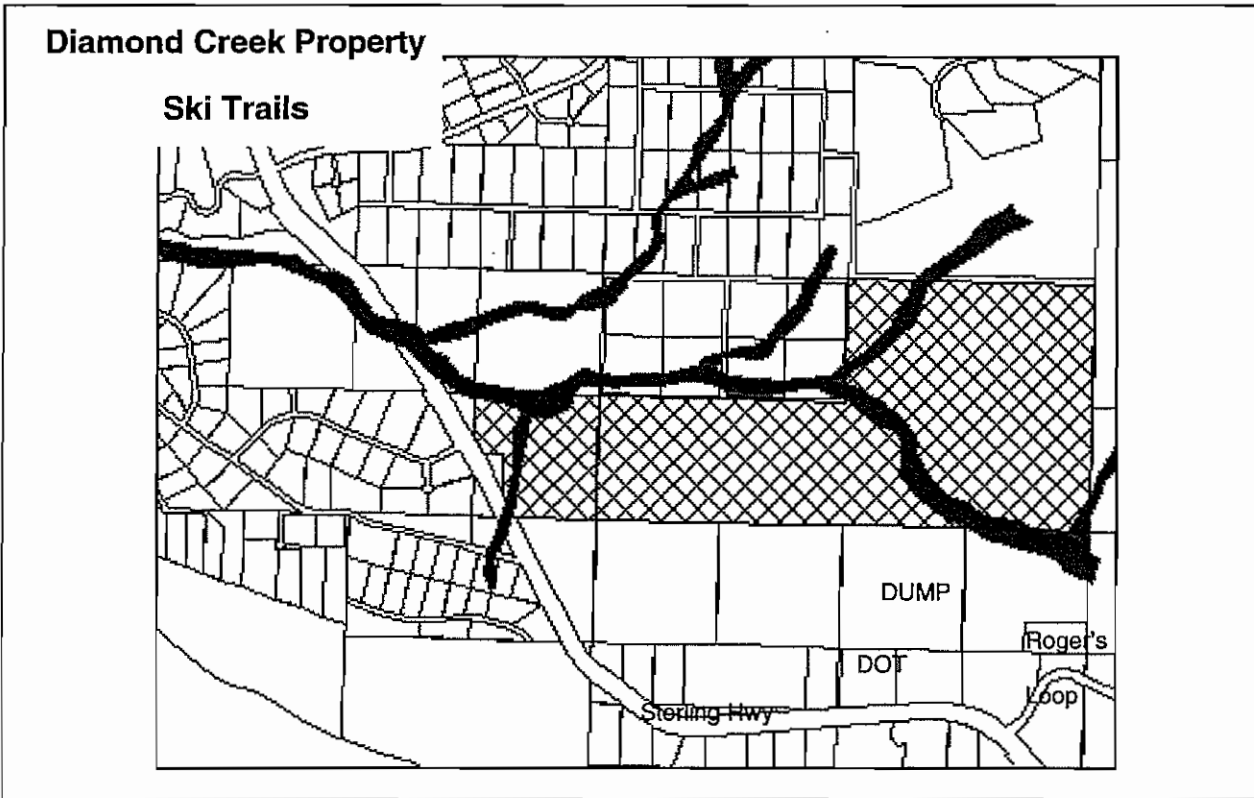 Diamond Creek Property
Ski Trails
DUMP
Roger's
DOT
Loop
Sterling Hwy